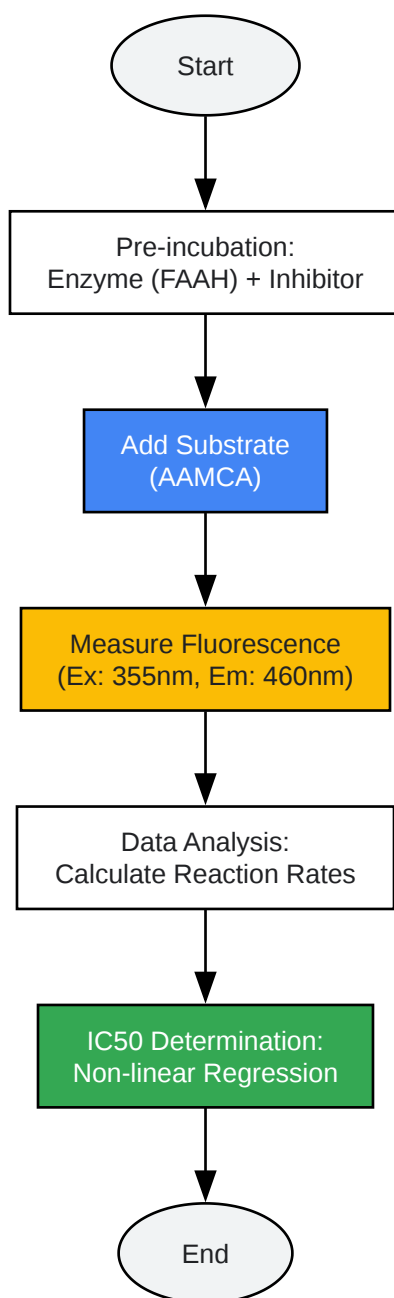 Start
Pre-incubation:
Enzyme (FAAH) + Inhibitor
Add Substrate
(AAMCA)
Measure Fluorescence
(Ex: 355nm, Em: 460nm)
Data Analysis:
Calculate Reaction Rates
IC50 Determination:
Non-linear Regression
End